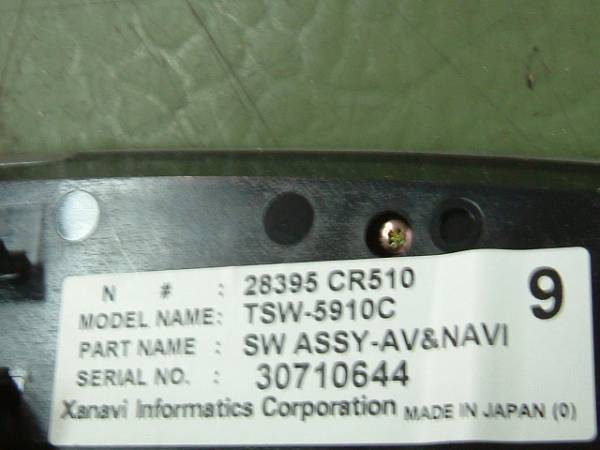 N # : 28395 CR510 9
MODEL NAME: TSW-5910C
PART NAME : SW ASSY-AV&NAVI
SERIAL NO. : 30710644
Xanavi Informatics Corporation MADE IN JAPAN (0)